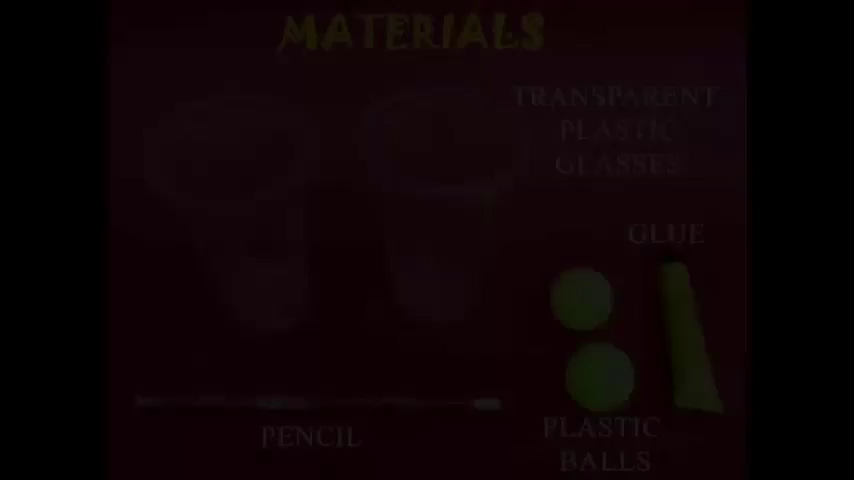 MATERIALS
TRANSPARENT
PLASTIC
GLASSES
GLUE
PENCIL
PLASTIC
BALLS